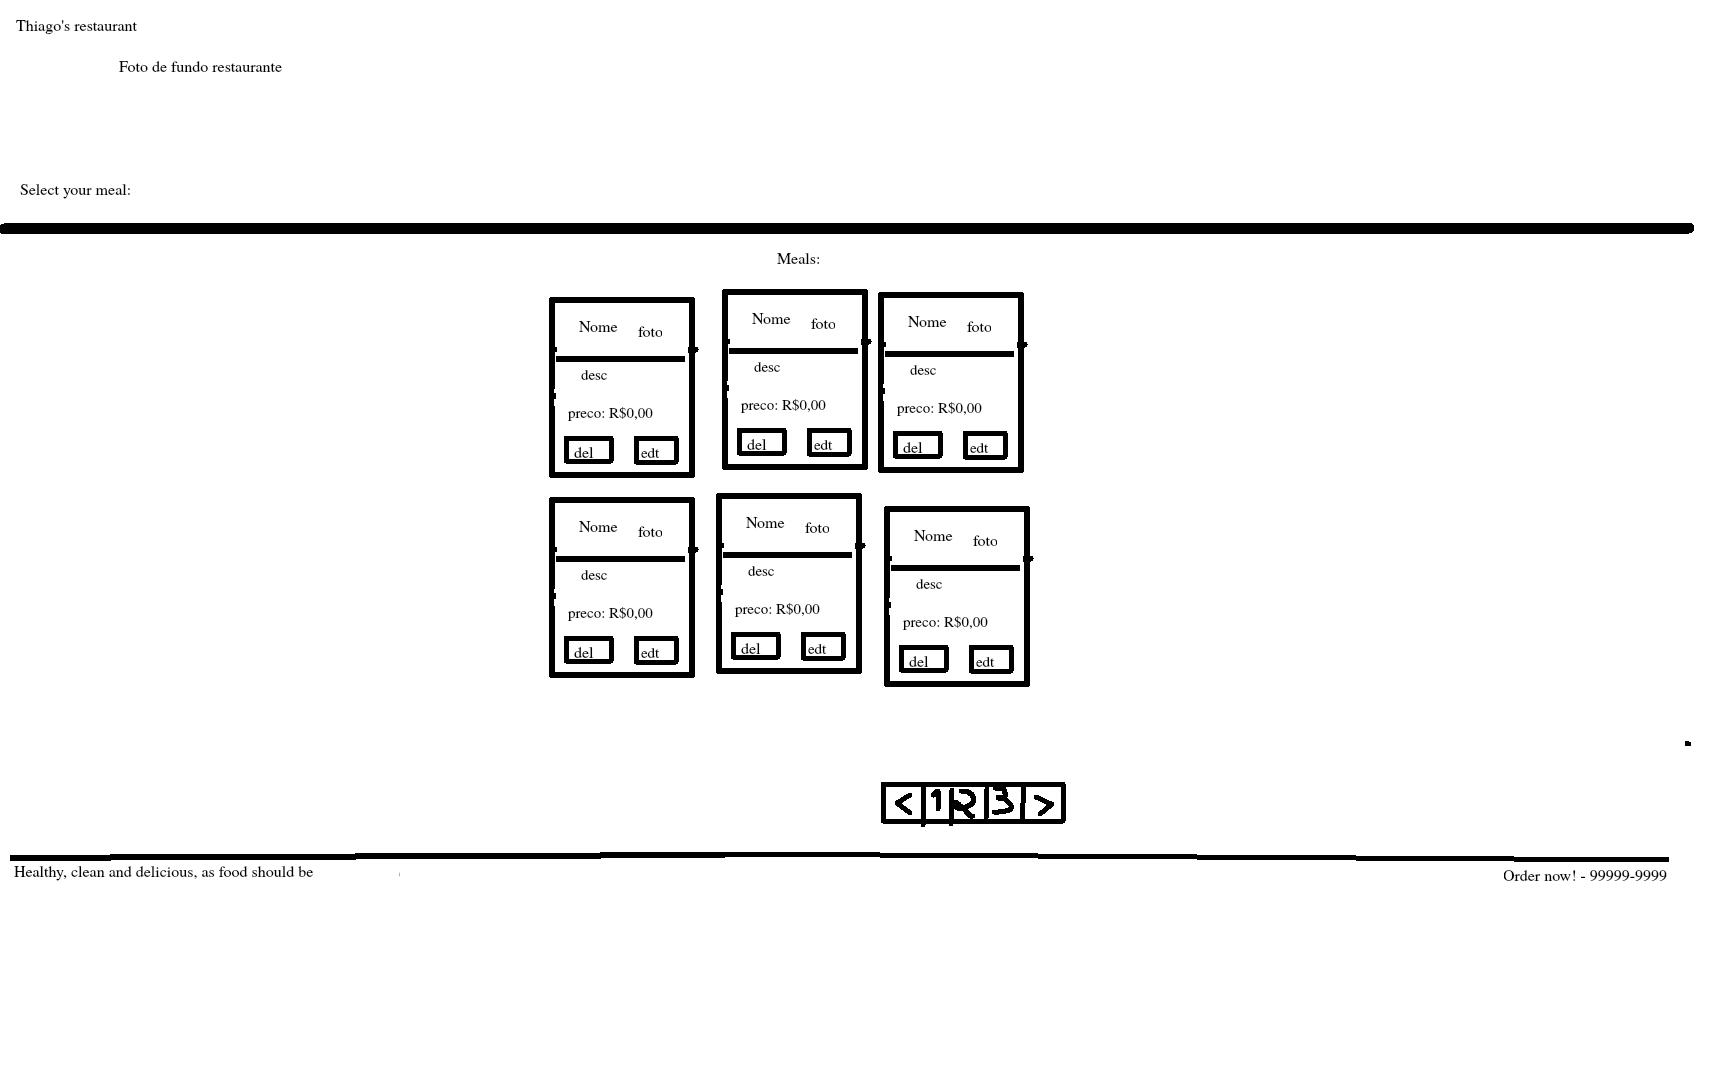 Thiago's restaurant
Foto de fundo restaurante
Select your meal:
Meals:
Nome foto
desc
preco: R$0,00
del edt
Nome foto
desc
preco: R$0,00
del edt
Nome foto
desc
preco: R$0,00
del edt
Nome foto
desc
preco: R$0,00
del edt
Nome foto
desc
preco: R$0,00
del edt
Nome foto
desc
preco: R$0,00
del edt
< 1 2 3 >
Healthy, clean and delicious, as food should be
Order now! - 99999-9999